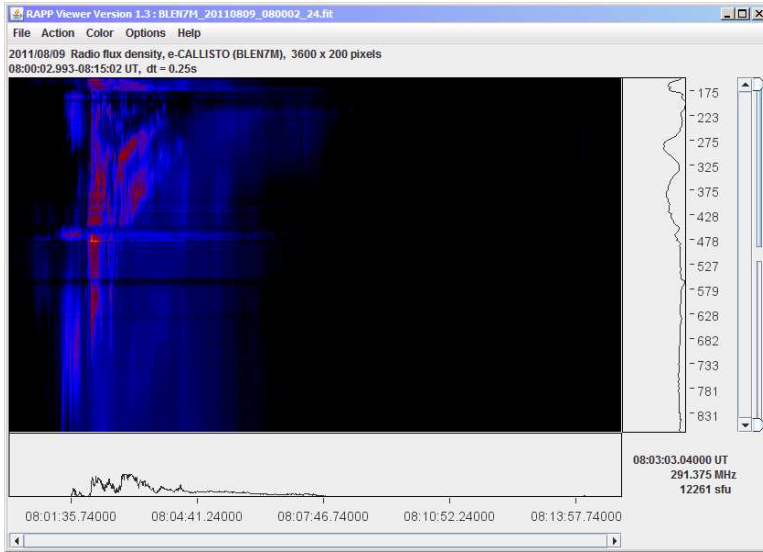 RAPP Viewer Version 1.3 : BLEN7M_20110809_080002_24.fit
File Action Color Options Help
2011/08/09 Radio flux density, e-CALLISTO (BLEN7M), 3600 x 200 pixels
08:00:02.993-08:15:02 UT, dt = 0.25s
175
223
275
325
375
428
478
527
579
628
682
733
781
831
08:03:03.04000 UT
291.375 MHz
12261 sfu
08:01:35.74000 08:04:41.24000 08:07:46.74000 08:10:52.24000 08:13:57.74000